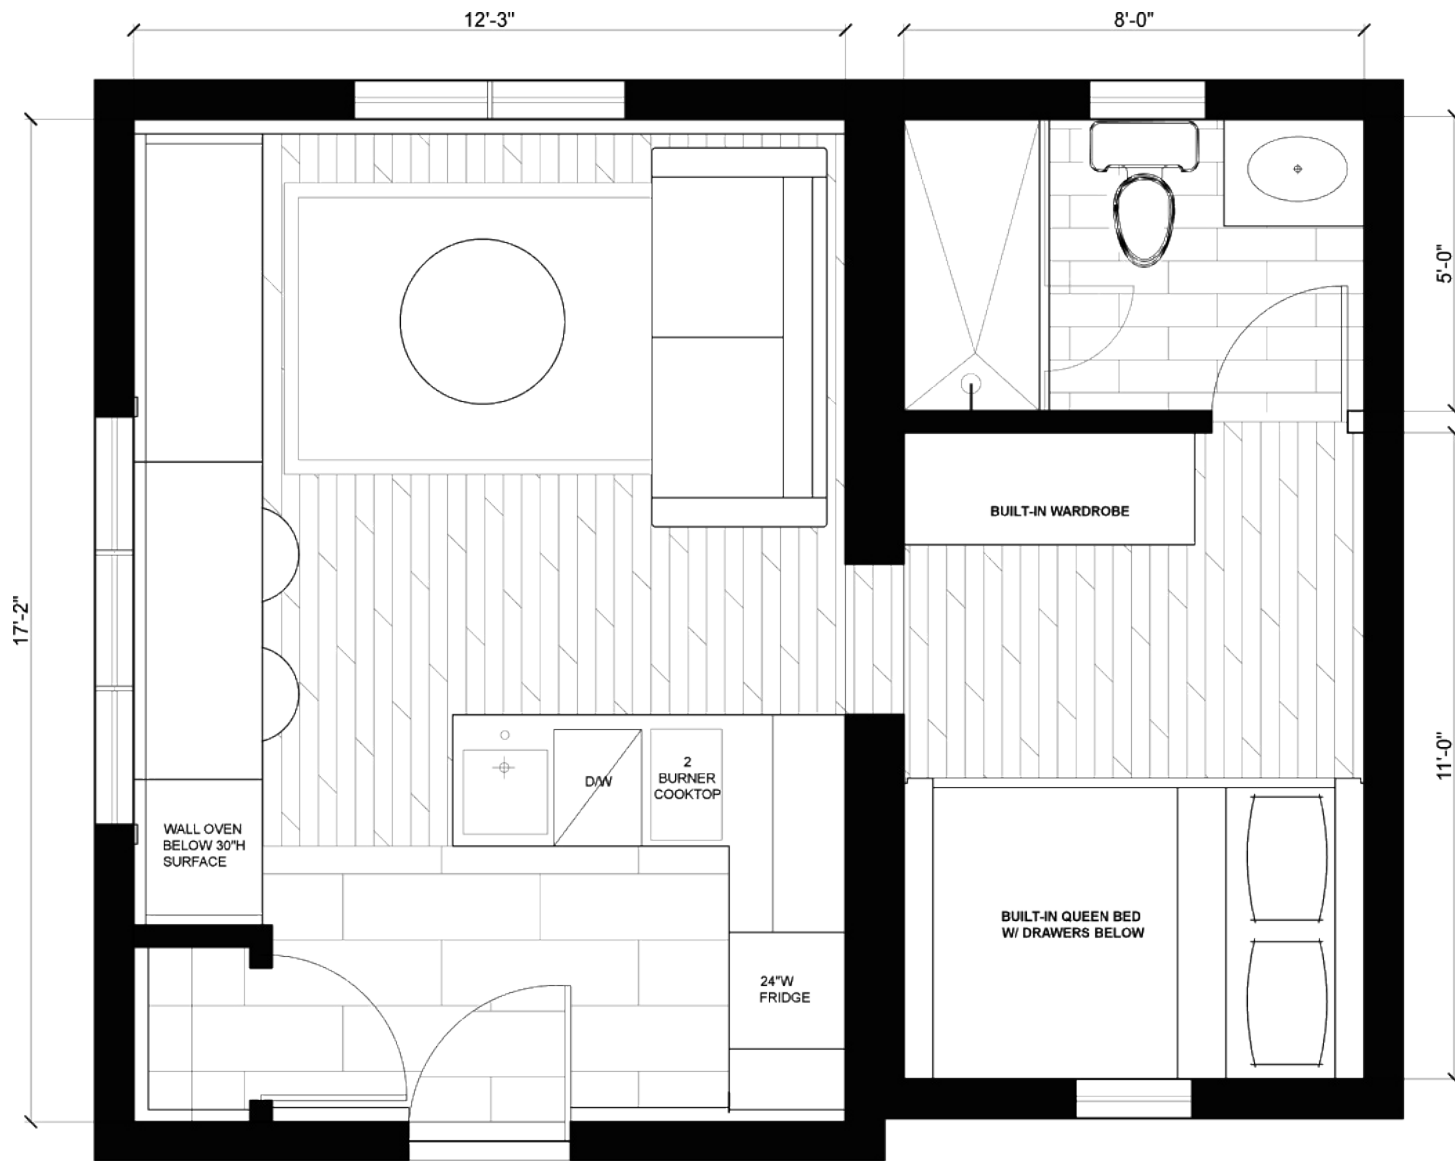 12'-3"
8'-0"
5'-0"
BUILT-IN WARDROBE
17'-2"
11'-0"
D/W
2
BURNER
COOKTOP
WALL OVEN
BELOW 30"H
SURFACE
BUILT-IN QUEEN BED
W/ DRAWERS BELOW
24"W
FRIDGE